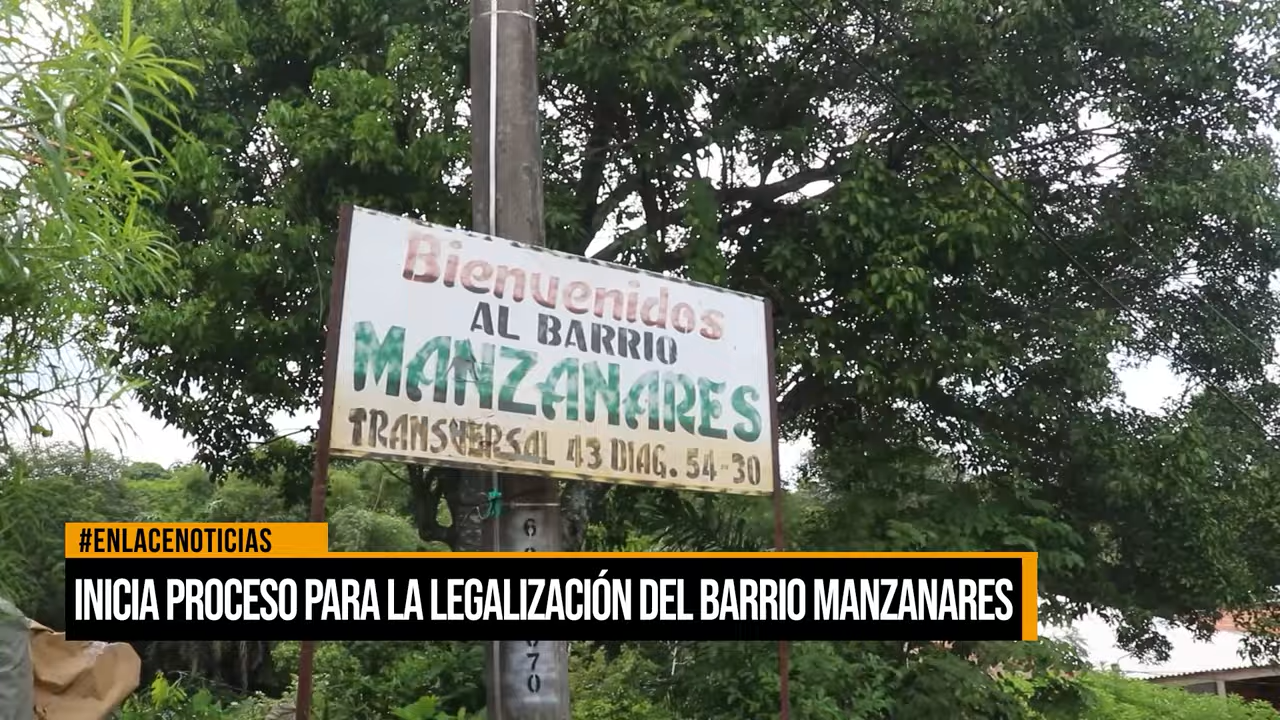 Bienvenidos
AL BARRIO
MANZANARES
TRANSVERSAL 43 DIAG. 54-30
#ENLACENOTICIAS
INICIA PROCESO PARA LA LEGALIZACIÓN DEL BARRIO MANZANARES